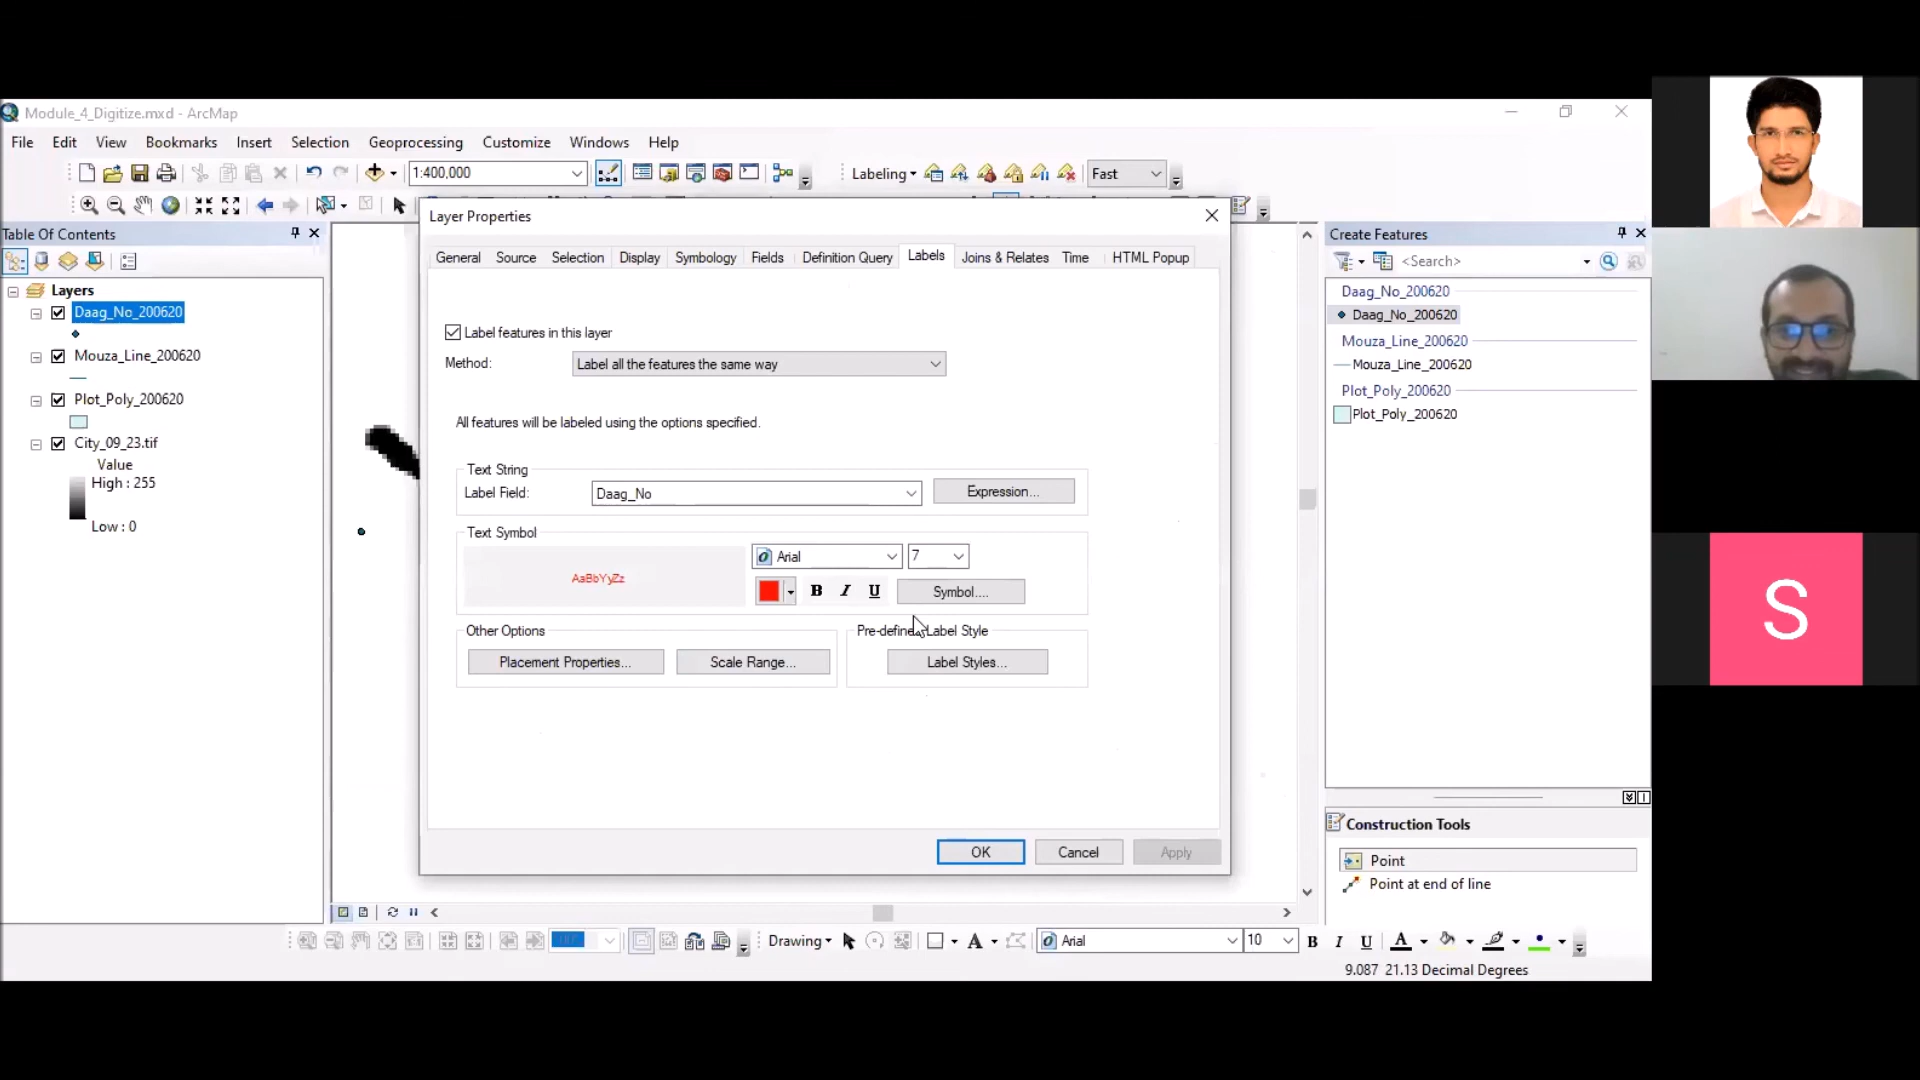 Module_4_Digitize.mxd - ArcMap
File Edit View Bookmarks Insert Selection Geoprocessing Customize Windows Help
1:400,000
Labeling
Fast
Table Of Contents
Layers
Daag_No_200620
Mouza_Line_200620
Plot_Poly_200620
City_09_23.tif
Value
High : 255
Low : 0
Layer Properties
General Source Selection Display Symbology Fields Definition Query Labels Joins & Relates Time HTML Popup
Label features in this layer
Method: Label all the features the same way
All features will be labeled using the options specified.
Text String
Label Field: Daag_No Expression...
Text Symbol
AaBbYyZz
Arial 7
B I U Symbol...
Other Options
Placement Properties... Scale Range...
Label Style
Label Styles...
OK Cancel Apply
Create Features
<Search>
Daag_No_200620
Daag_No_200620
Mouza_Line_200620
Mouza_Line_200620
Plot_Poly_200620
Plot_Poly_200620
Construction Tools
Point
Point at end of line
Drawing A Arial 10 B I U A
9.087 21.13 Decimal Degrees
S